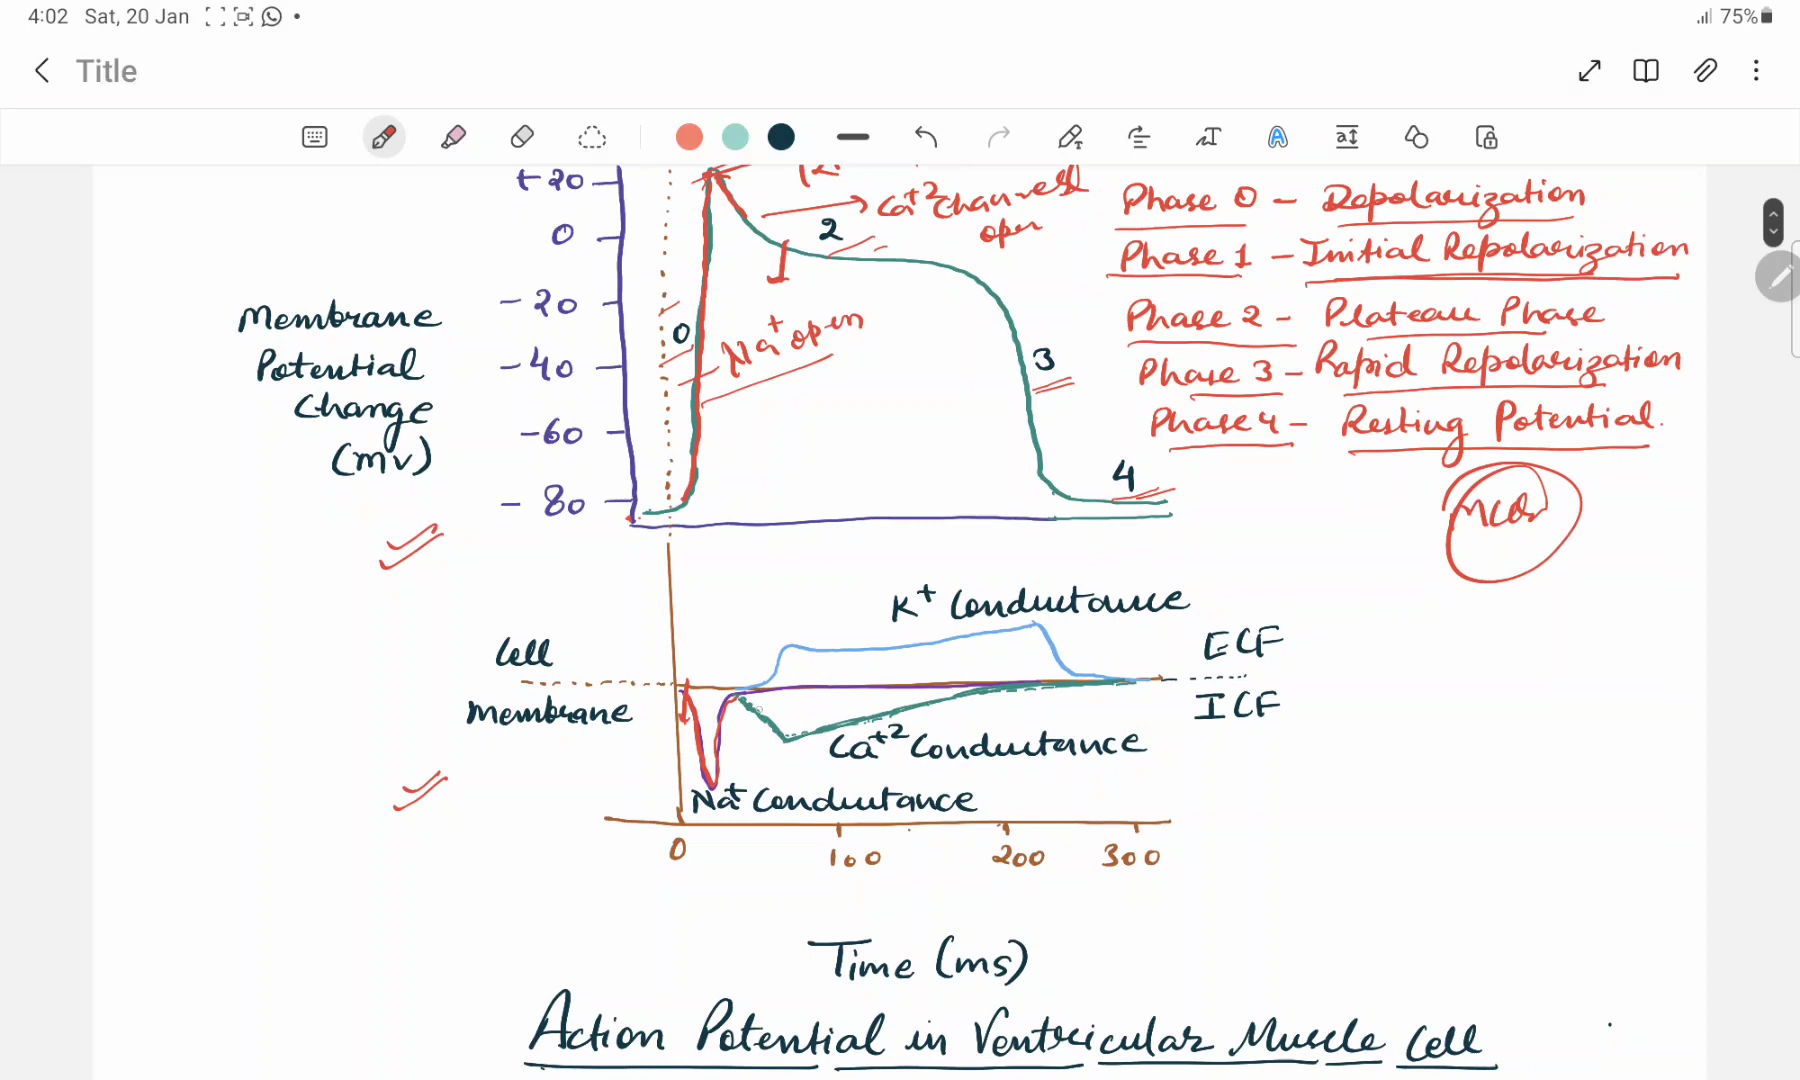 4:02 Sat, 20 Jan
75%
Title
+20
0
-20
-40
-60
-80
Membrane
Potential
Change
(mv)
Ca+2 Channel
open
0
Na+ open
1
2
3
4
Phase 0 - Depolarization
Phase 1 - Initial Repolarization
Phase 2 - Plateau Phase
Phase 3 - Rapid Repolarization
Phase 4 - Resting Potential.
MCQs
K+ Conductance
Cell
Membrane
ECF
ICF
Ca+2 Conductance
Na+ Conductance
0 100 200 300
Time (ms)
Action Potential in Ventricular Muscle Cell